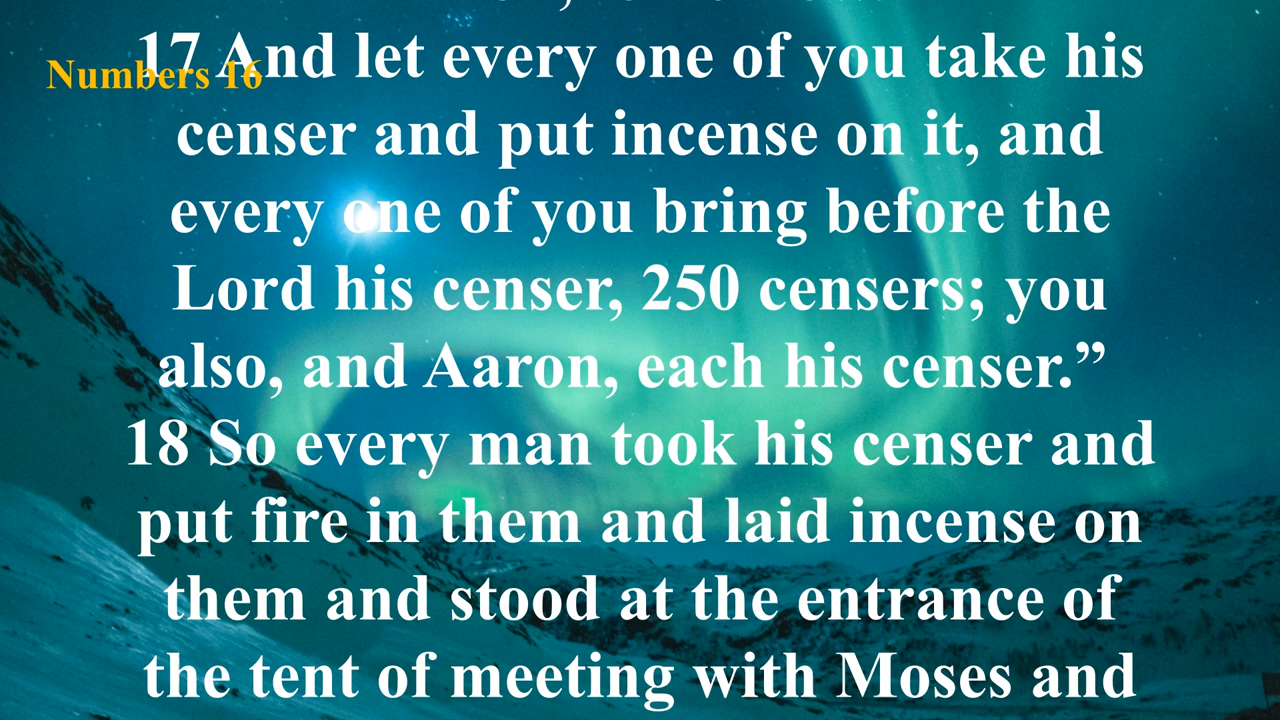 Numbers 16
17 And let every one of you take his
censer and put incense on it, and
every one of you bring before the
Lord his censer, 250 censers; you
also, and Aaron, each his censer.”
18 So every man took his censer and
put fire in them and laid incense on
them and stood at the entrance of
the tent of meeting with Moses and